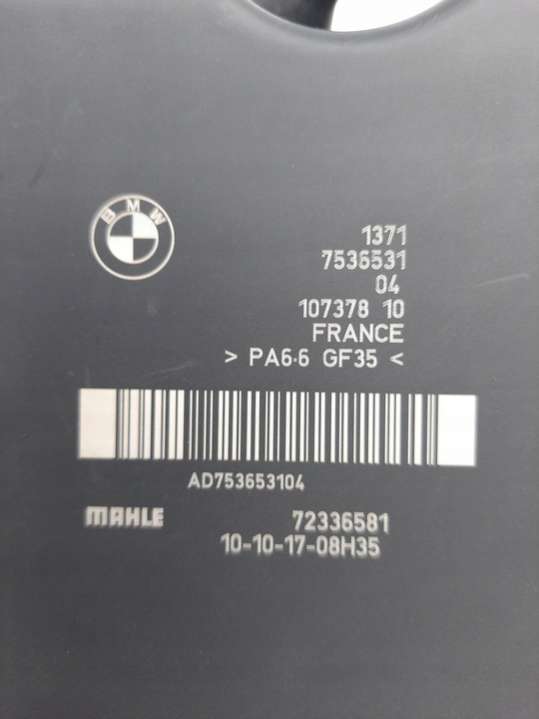 BMW
1371
7536531
04
107378 10
FRANCE
> PA6·6 GF35 <
AD753653104
MAHLE 72336581
10-10-17-08H35